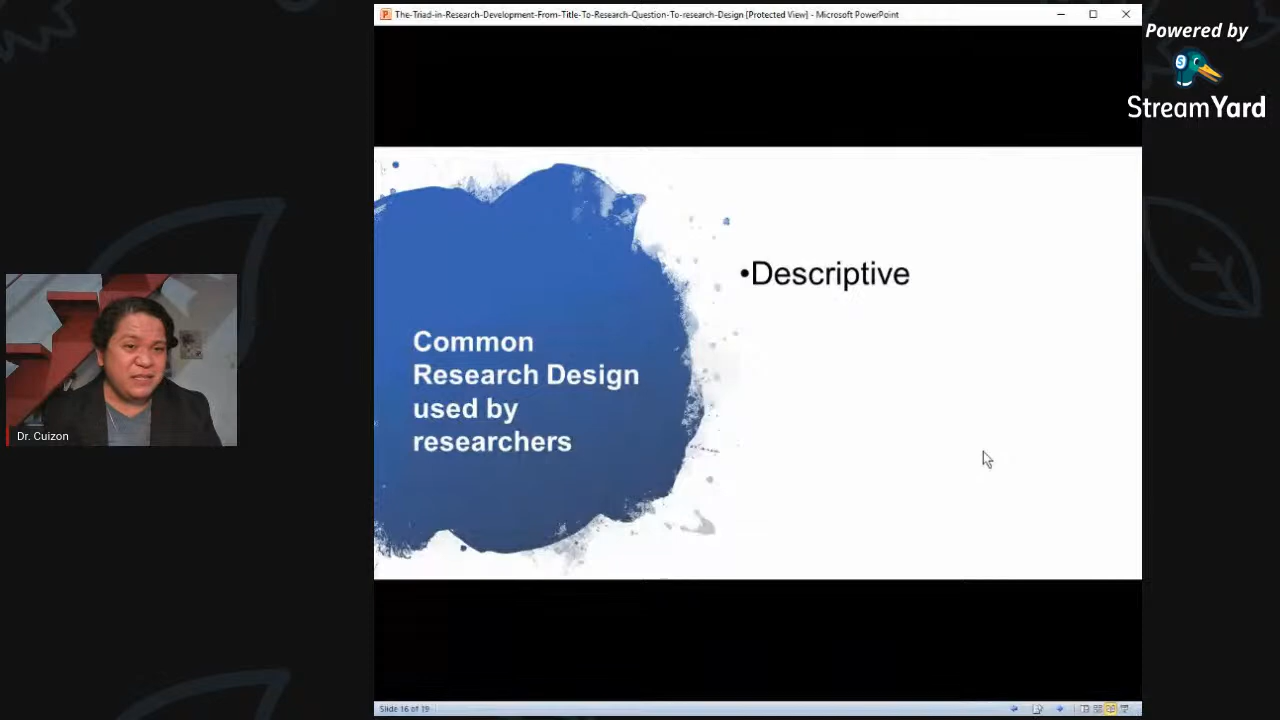 The-Triad-in-Research-Development-From-Title-To-Research-Question-To-research-Design [Protected View] - Microsoft PowerPoint
Powered by
StreamYard
•Descriptive
Common
Research Design
used by
researchers
Dr. Cuizon
Slide 16 of 19